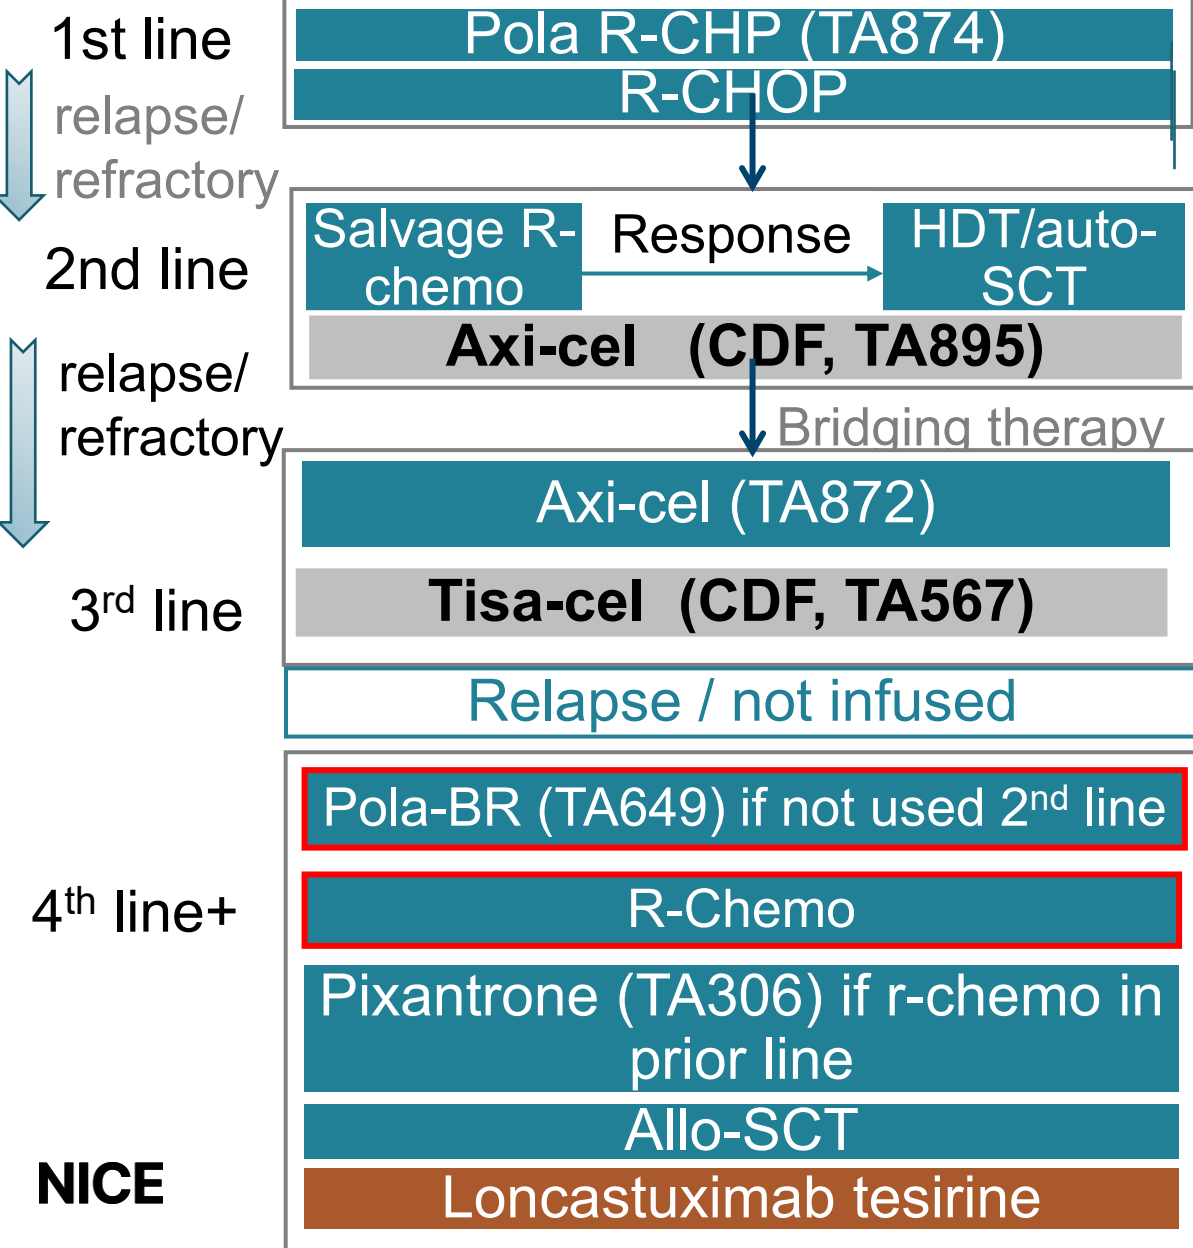 1st line
Pola R-CHP (TA874)
R-CHOP
relapse/
refractory
2nd line
Salvage R-
chemo
Response
HDT/auto-
SCT
Axi-cel (CDF, TA895)
relapse/
refractory
Bridging therapy
Axi-cel (TA872)
3rd line
Tisa-cel (CDF, TA567)
Relapse / not infused
Pola-BR (TA649) if not used 2nd line
4th line+
R-Chemo
Pixantrone (TA306) if r-chemo in
prior line
Allo-SCT
NICE
Loncastuximab tesirine